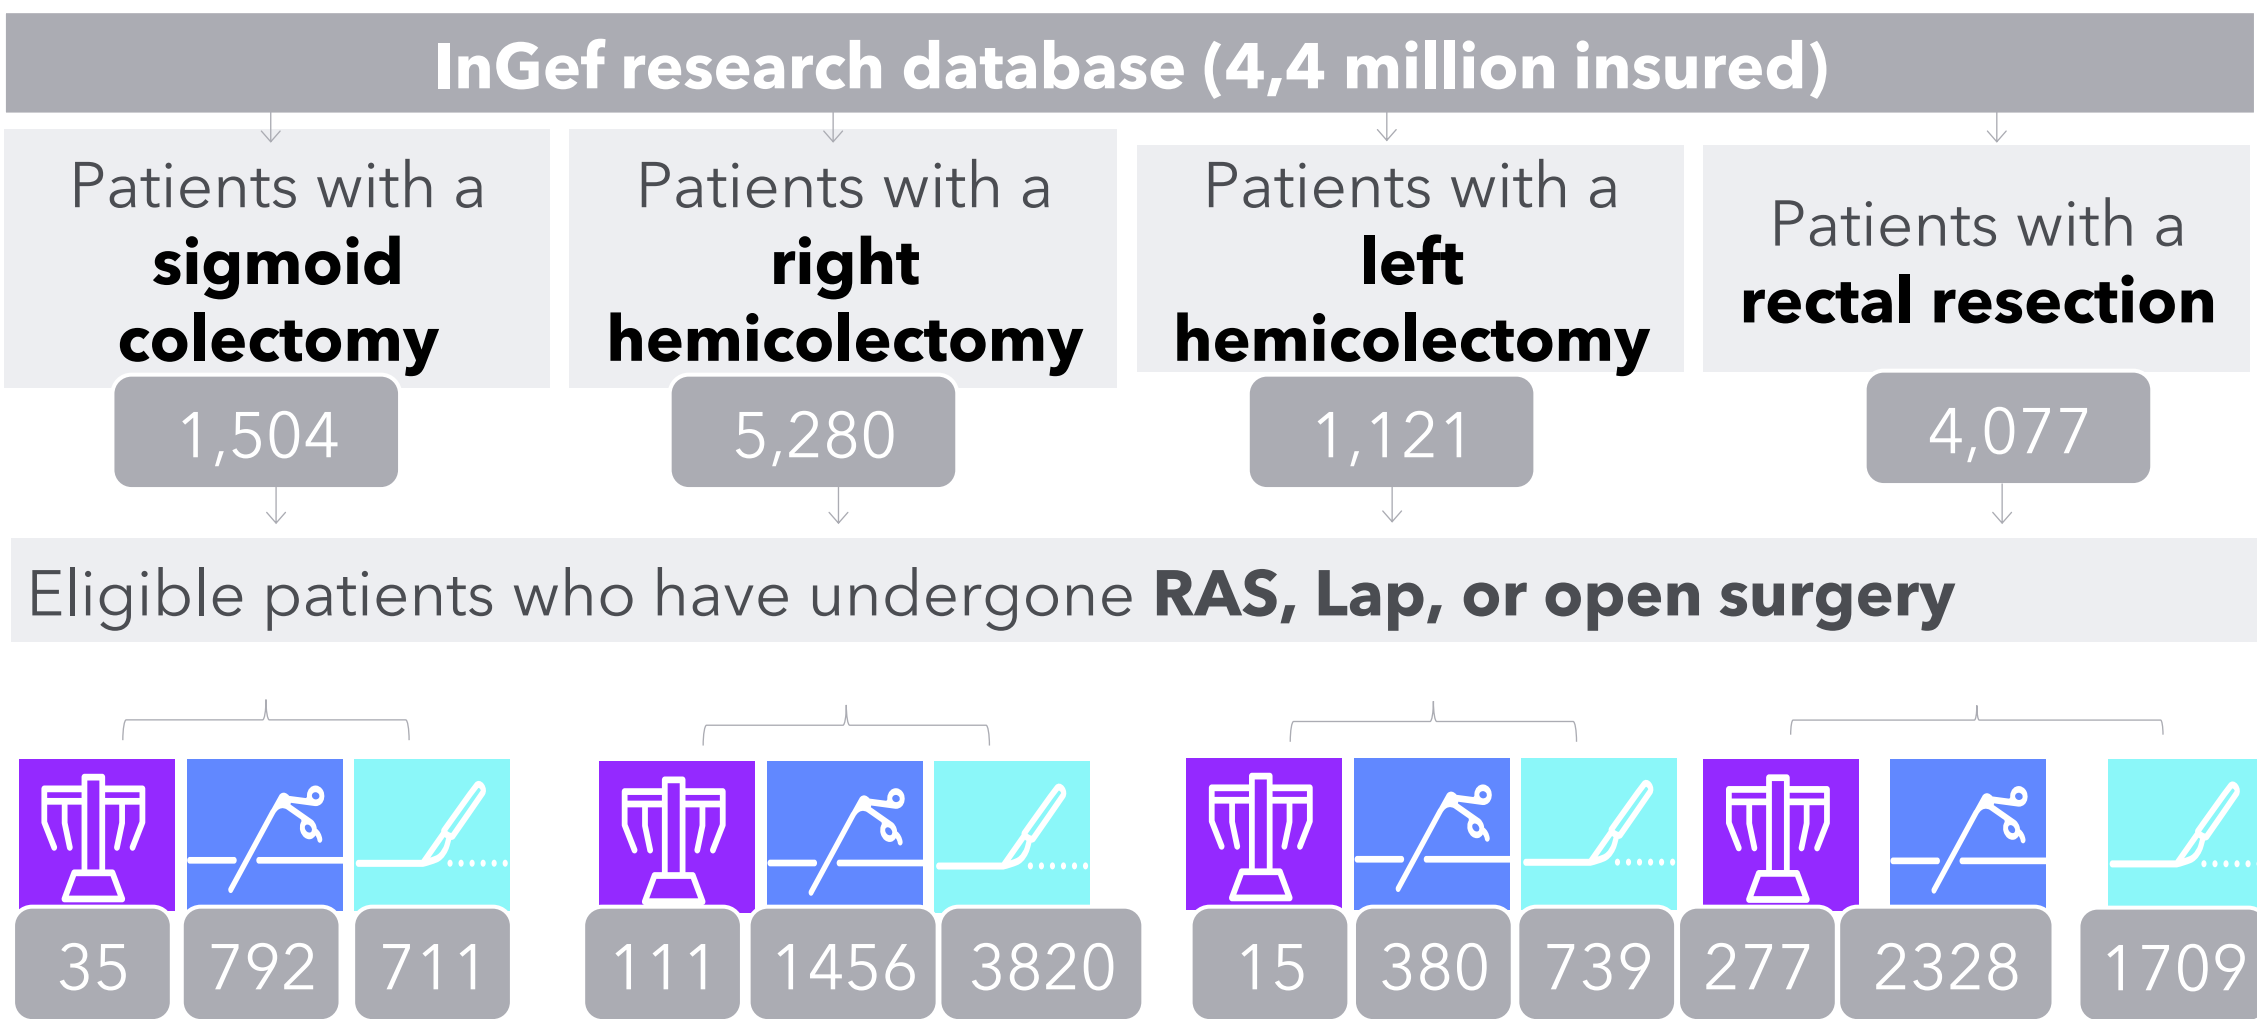 InGef research database (4,4 million insured)
Patients with a
sigmoid
colectomy
1,504
Patients with a
right
hemicolectomy
5,280
Patients with a
left
hemicolectomy
1,121
Patients with a
rectal resection
4,077
Eligible patients who have undergone RAS, Lap, or open surgery
35
792
711
111
1456
3820
15
380
739
277
2328
1709